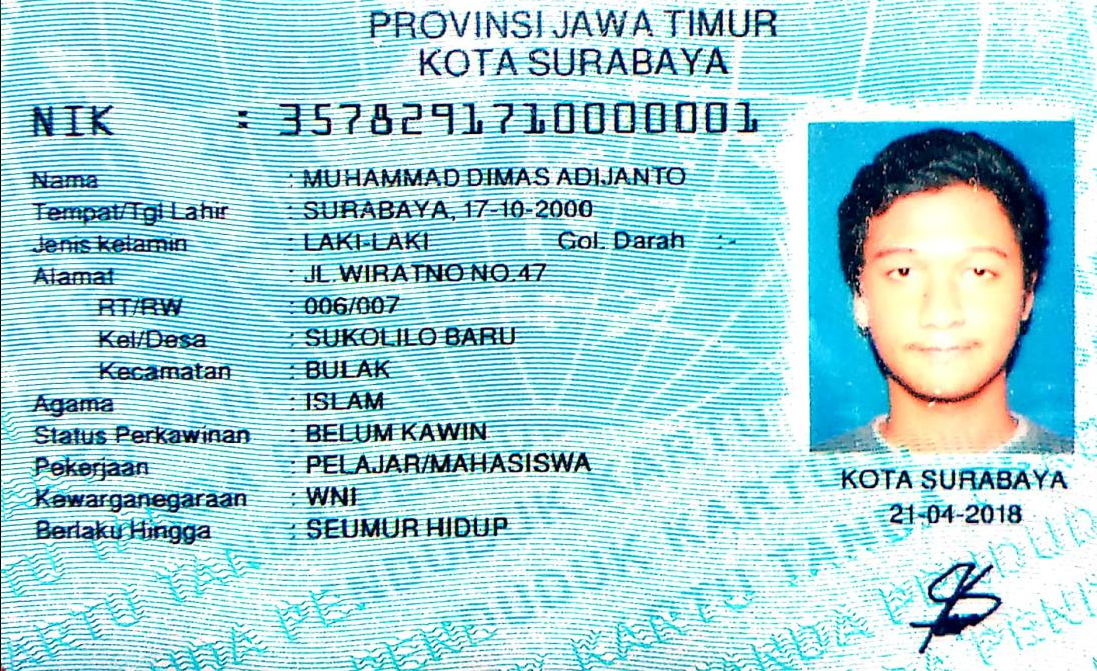 PROVINSI JAWA TIMUR
KOTA SURABAYA
NIK : 3578291710000001
Nama : MUHAMMAD DIMAS ADIJANTO
Tempat/Tgl Lahir : SURABAYA, 17-10-2000
Jenis kelamin : LAKI-LAKI Gol. Darah : -
Alamat : JL.WIRATNO NO.47
RT/RW : 006/007
Kel/Desa : SUKOLILO BARU
Kecamatan : BULAK
Agama : ISLAM
Status Perkawinan : BELUM KAWIN
Pekerjaan : PELAJAR/MAHASISWA
Kewarganegaraan : WNI
Berlaku Hingga : SEUMUR HIDUP
KOTA SURABAYA
21-04-2018